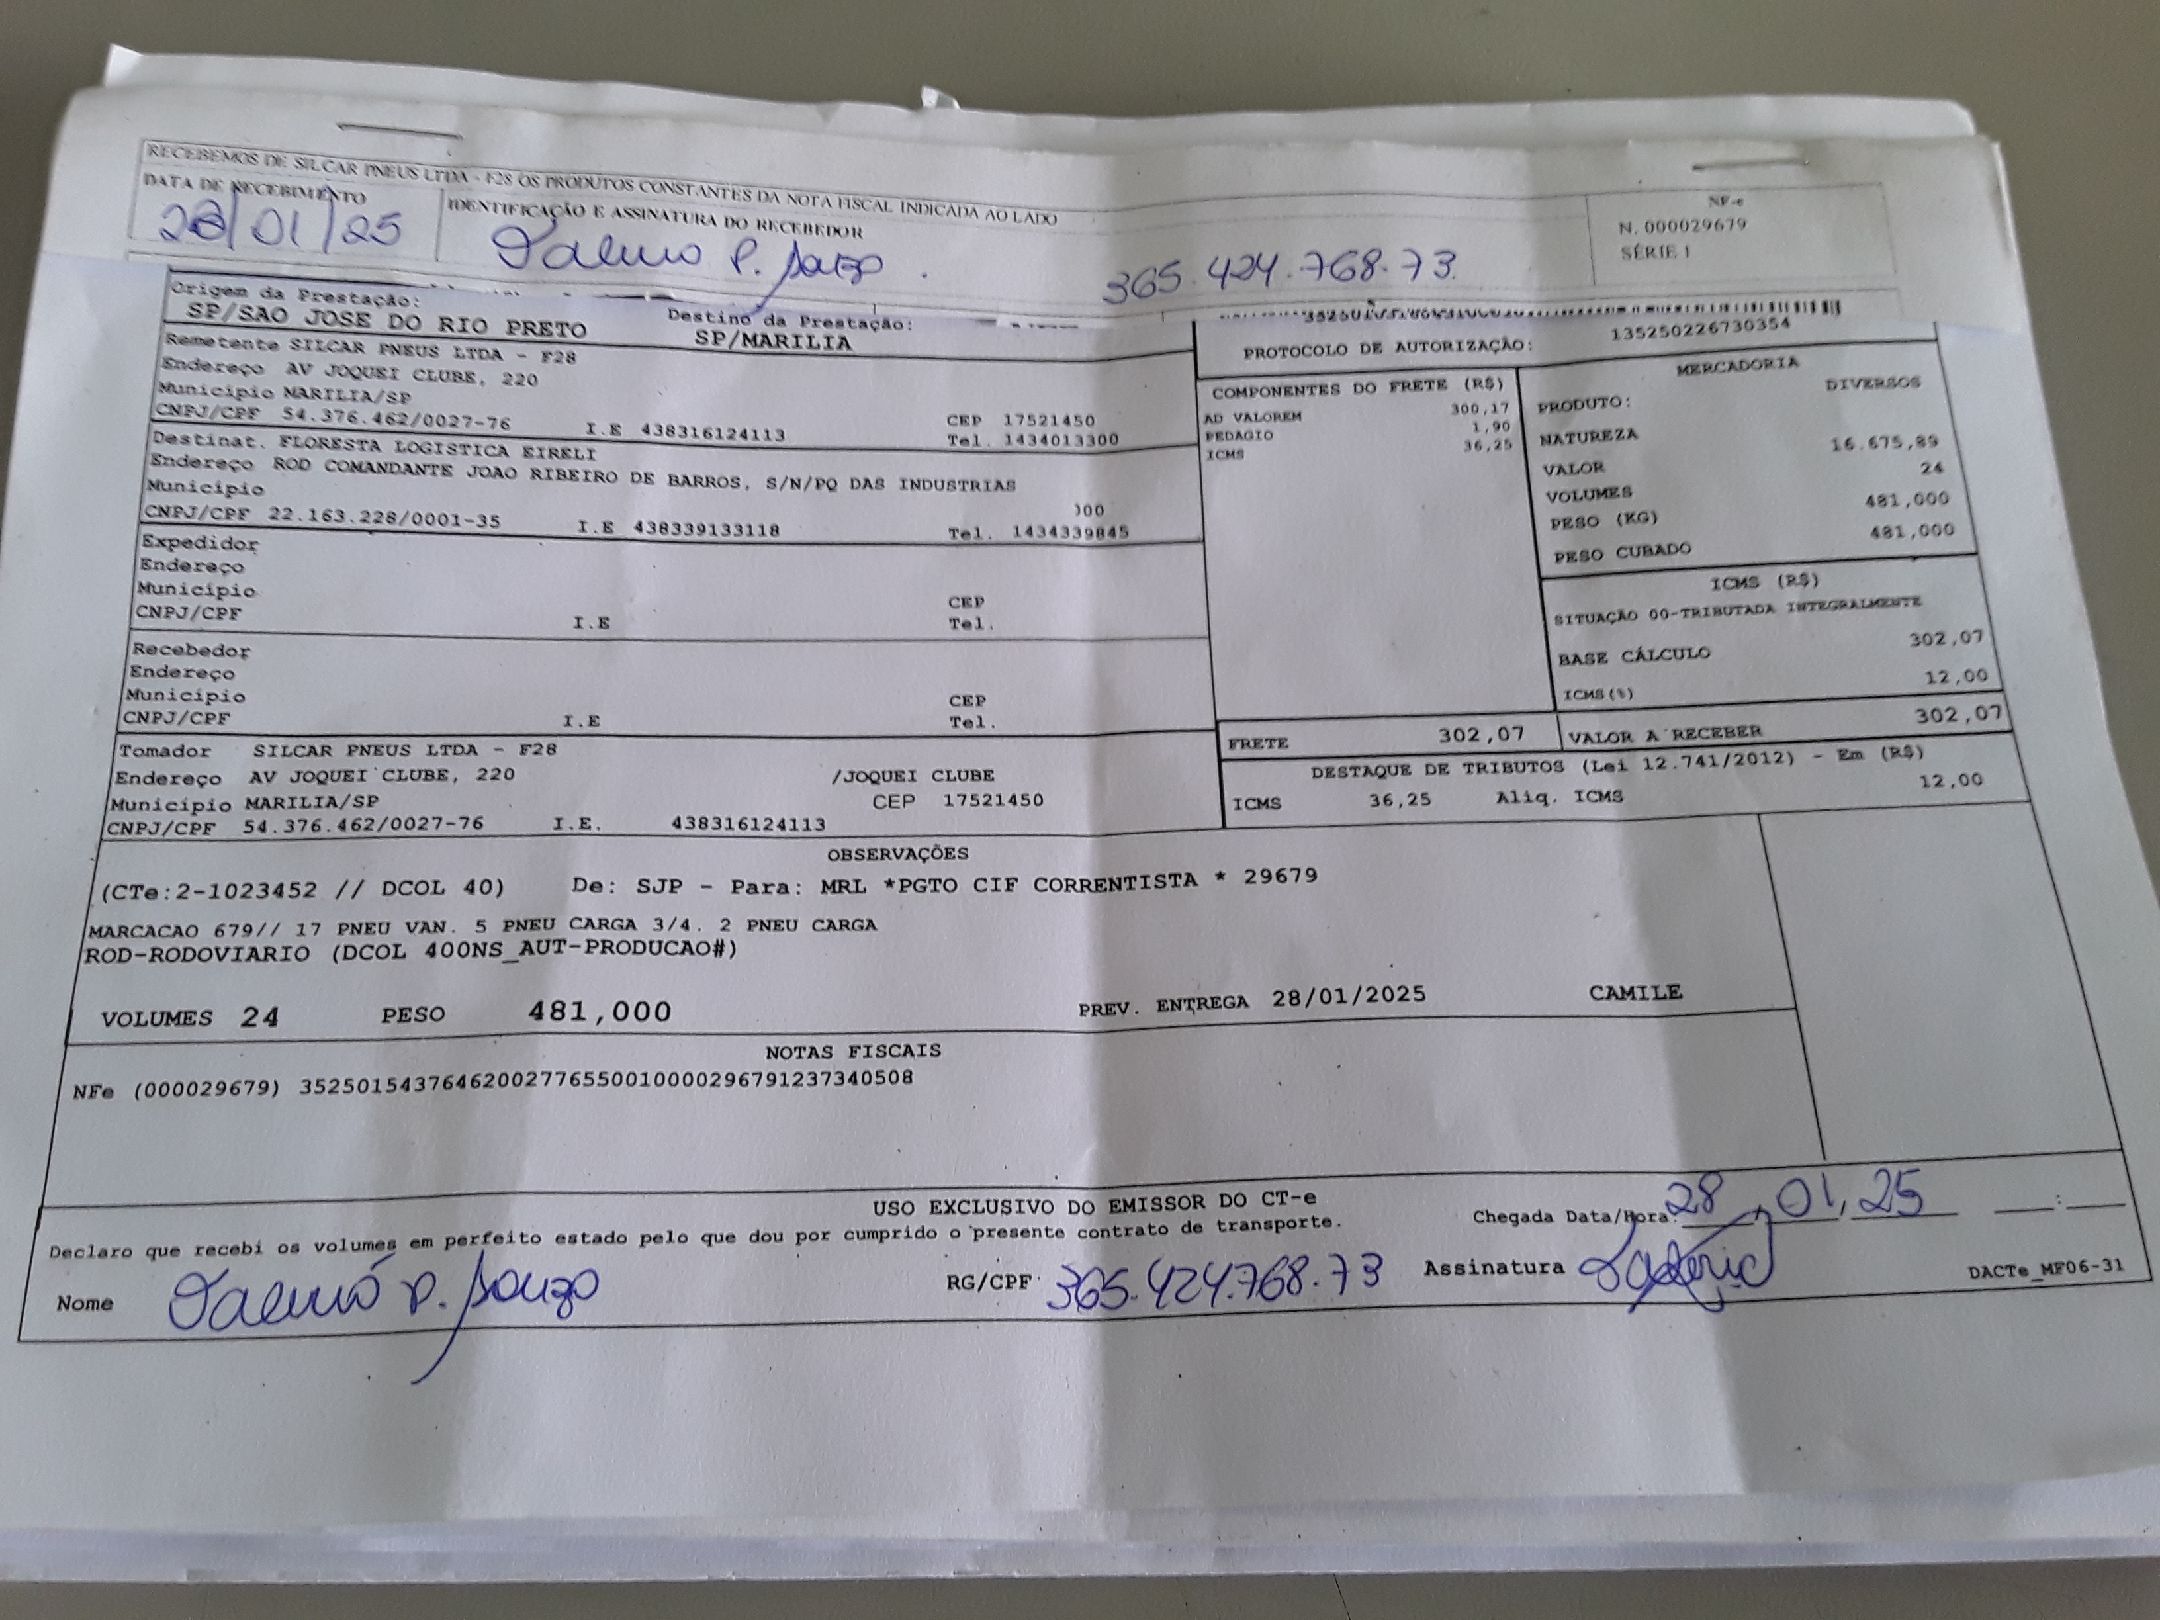 RECEBEMOS DE SILCAR PNEUS LTDA - F28 OS PRODUTOS CONSTANTES DA NOTA FISCAL INDICADA AO LADO
DATA DE RECEBIMENTO
IDENTIFICAÇÃO E ASSINATURA DO RECEBEDOR
28/01/25
P. Souza
365.424.768-73
NF-e
N. 000029679
SÉRIE 1
Origem da Prestação:
SP/SAO JOSE DO RIO PRETO
Destino da Prestação:
SP/MARILIA
PROTOCOLO DE AUTORIZAÇÃO:
135250226730354
Remetente SILCAR PNEUS LTDA - F28
Endereço AV JOQUEI CLUBE, 220
Município MARILIA/SP
CEP 17521450
CNPJ/CPF 54.376.462/0027-76 I.E 438316124113 Tel. 1434013300
Destinat. FLORESTA LOGISTICA EIRELI
Endereço ROD COMANDANTE JOAO RIBEIRO DE BARROS, S/N/PQ DAS INDUSTRIAS
Município 000
CNPJ/CPF 22.163.228/0001-35 I.E 438339133118 Tel. 1434339845
Expedidor
Endereço
Município CEP
CNPJ/CPF I.E Tel.
Recebedor
Endereço
Município CEP
CNPJ/CPF I.E Tel.
Tomador SILCAR PNEUS LTDA - F28
Endereço AV JOQUEI CLUBE, 220 /JOQUEI CLUBE
Município MARILIA/SP CEP 17521450
CNPJ/CPF 54.376.462/0027-76 I.E. 438316124113
COMPONENTES DO FRETE (R$)
AD VALOREM 300,17
PEDAGIO 1,90
ICMS 36,25
MERCADORIA
PRODUTO: DIVERSOS
NATUREZA
VALOR 16.675,89
VOLUMES 24
PESO (KG) 481,000
PESO CUBADO 481,000
ICMS (R$)
SITUAÇÃO 00-TRIBUTADA INTEGRALMENTE
BASE CÁLCULO 302,07
ICMS(%) 12,00
FRETE 302,07 VALOR A RECEBER 302,07
DESTAQUE DE TRIBUTOS (Lei 12.741/2012) - Em (R$)
ICMS 36,25 Aliq. ICMS 12,00
OBSERVAÇÕES
(CTe:2-1023452 // DCOL 40) De: SJP - Para: MRL *PGTO CIF CORRENTISTA * 29679
MARCACAO 679// 17 PNEU VAN. 5 PNEU CARGA 3/4. 2 PNEU CARGA
ROD-RODOVIARIO (DCOL 400NS_AUT-PRODUCAO#)
VOLUMES 24 PESO 481,000 PREV. ENTREGA 28/01/2025 CAMILE
NOTAS FISCAIS
NFe (000029679) 35250154376462002776550010000296791237340508
USO EXCLUSIVO DO EMISSOR DO CT-e
Declaro que recebi os volumes em perfeito estado pelo que dou por cumprido o presente contrato de transporte.
Chegada Data/Hora: 28, 01, 25 :
Nome P. Souza RG/CPF 365.424.768-73 Assinatura
DACTe_MF06-31